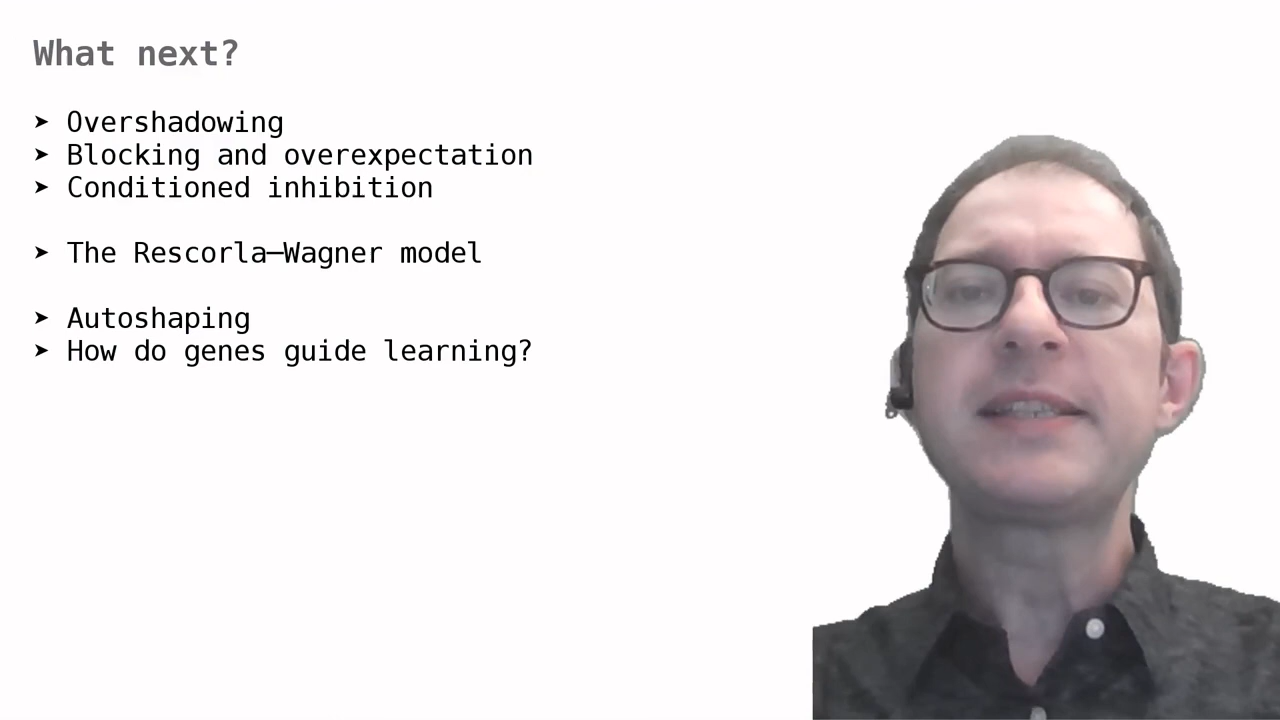 What next?
➤ Overshadowing
➤ Blocking and overexpectation
➤ Conditioned inhibition
➤ The Rescorla–Wagner model
➤ Autoshaping
➤ How do genes guide learning?